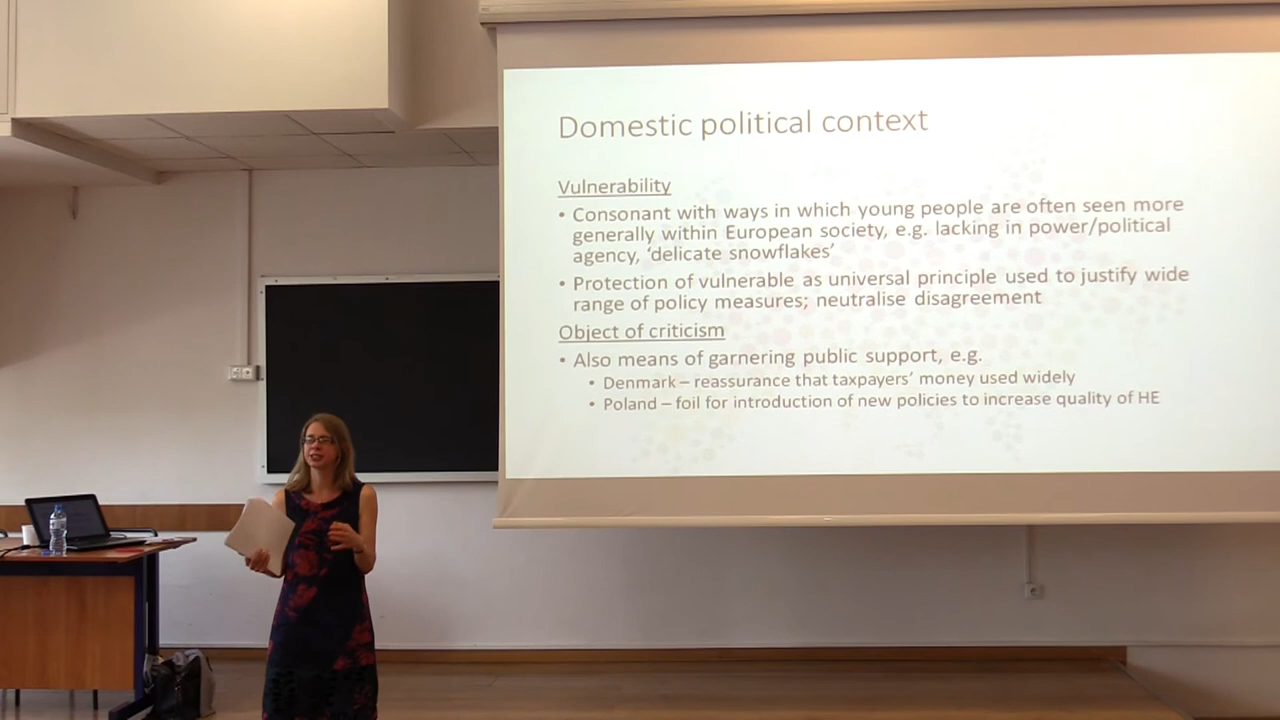 Domestic political context
Vulnerability
• Consonant with ways in which young people are often seen more
generally within European society, e.g. lacking in power/political
agency, ‘delicate snowflakes’
• Protection of vulnerable as universal principle used to justify wide
range of policy measures; neutralise disagreement
Object of criticism
• Also means of garnering public support, e.g.
• Denmark – reassurance that taxpayers’ money used widely
• Poland – foil for introduction of new policies to increase quality of HE